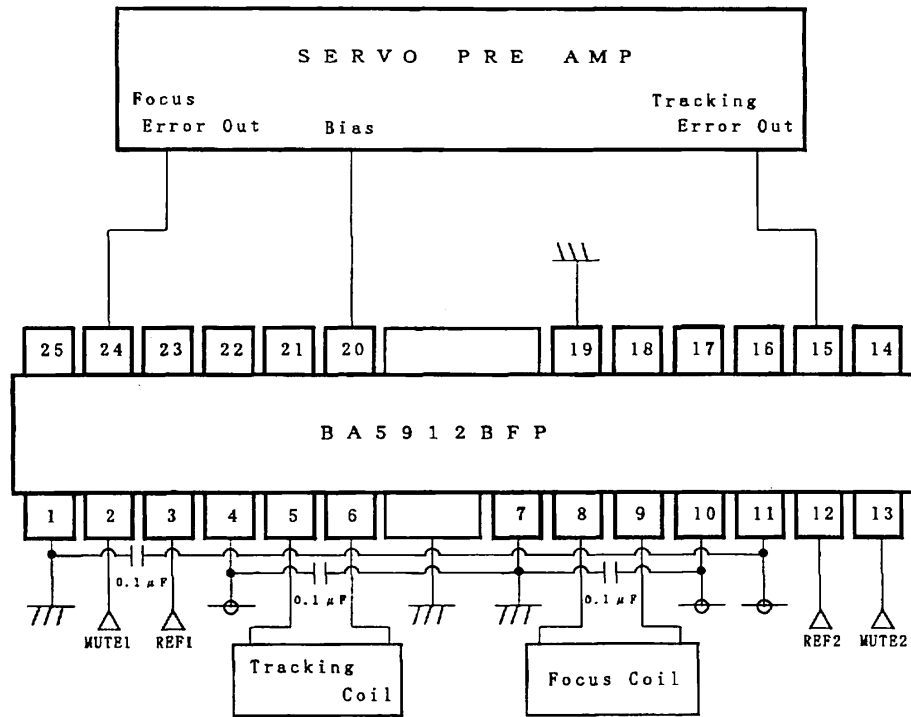 SERVO PRE AMP
Focus
Error Out
Bias
Tracking
Error Out
25 24 23 22 21 20 19 18 17 16 15 14
BA5912BFP
1 2 3 4 5 6 7 8 9 10 11 12 13
0.1μF
0.1μF
0.1μF
MUTE1
REF1
REF2
MUTE2
Tracking
Coil
Focus Coil